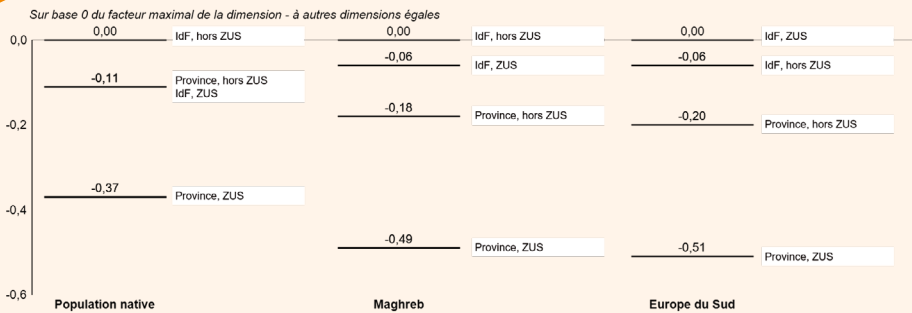 Sur base 0 du facteur maximal de la dimension - à autres dimensions égales
0,0
0,00
IdF, hors ZUS
0,00
IdF, hors ZUS
0,00
IdF, ZUS
-0,11
Province, hors ZUS
IdF, ZUS
-0,06
IdF, ZUS
-0,06
IdF, hors ZUS
-0,2
-0,18
Province, hors ZUS
-0,20
Province, hors ZUS
-0,37
Province, ZUS
-0,4
-0,49
Province, ZUS
-0,51
Province, ZUS
-0,6
Population native
Maghreb
Europe du Sud